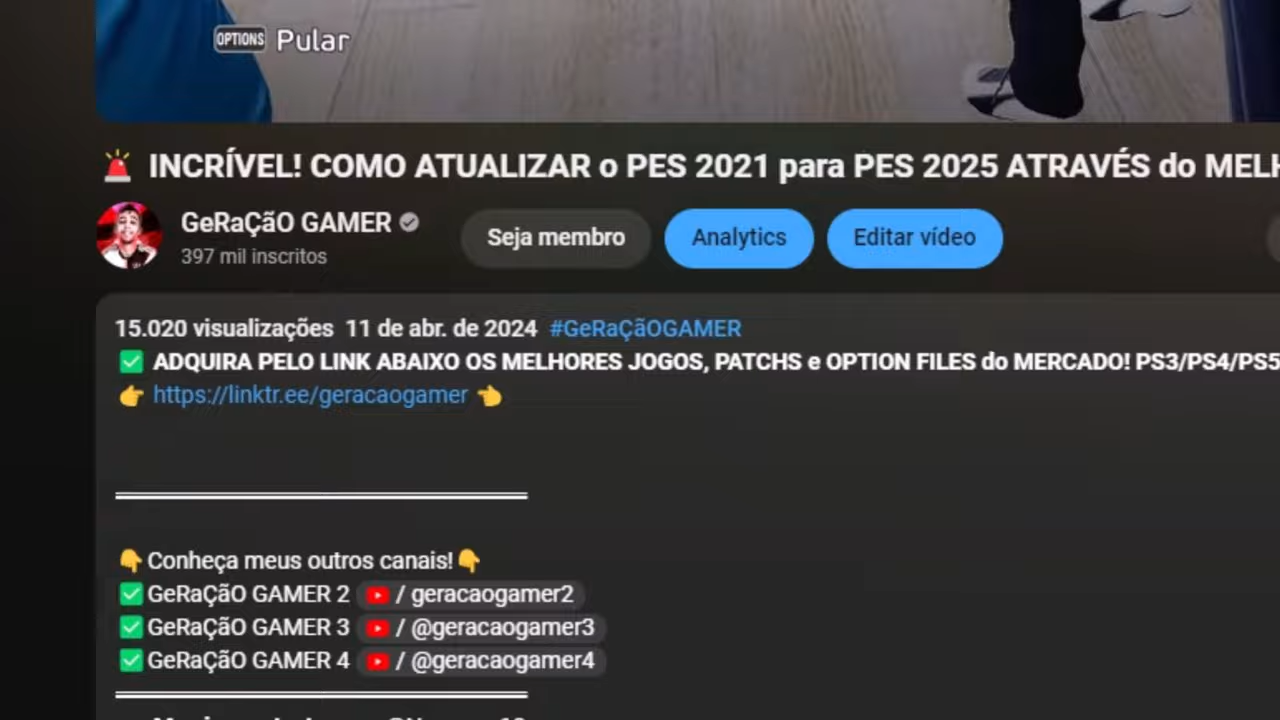 OPTIONS Pular
🚨 INCRÍVEL! COMO ATUALIZAR o PES 2021 para PES 2025 ATRAVÉS do MELH
GeRaÇãO GAMER
397 mil inscritos
Seja membro
Analytics
Editar vídeo
15.020 visualizações 11 de abr. de 2024 #GeRaÇãOGAMER
✅ ADQUIRA PELO LINK ABAIXO OS MELHORES JOGOS, PATCHS e OPTION FILES do MERCADO! PS3/PS4/PS5
👉 https://linktr.ee/geracaogamer 👈
👇Conheça meus outros canais!👇
✅GeRaÇãO GAMER 2 / geracaogamer2
✅GeRaÇãO GAMER 3 / @geracaogamer3
✅GeRaÇãO GAMER 4 / @geracaogamer4